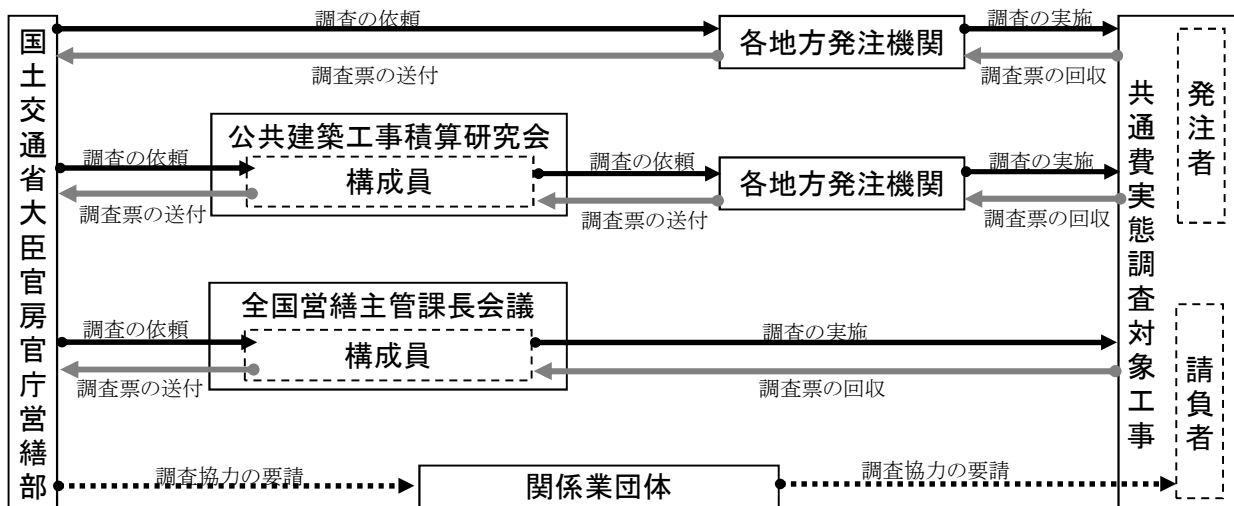 国土交通省大臣官房官庁営繕部
調査の依頼
各地方発注機関
調査の実施
調査票の送付
調査票の回収
公共建築工事積算研究会
調査の依頼
構成員
調査の依頼
各地方発注機関
調査の実施
調査票の送付
調査票の送付
調査票の回収
全国営繕主管課長会議
調査の依頼
構成員
調査の実施
調査票の送付
調査票の回収
調査協力の要請
関係業団体
調査協力の要請
共通費実態調査対象工事
発注者
請負者